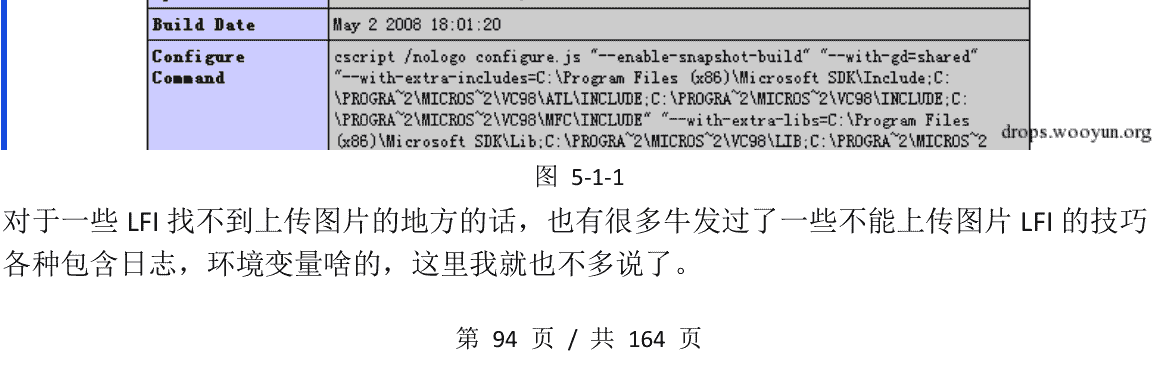 Build Date May 2 2008 18:01:20
Configure Command cscript /nologo configure.js "--enable-snapshot-build" "--with-gd=shared"
"--with-extra-includes=C:\Program Files (x86)\Microsoft SDK\Include;C:
\PROGRA~2\MICROS~2\VC98\ATL\INCLUDE;C:\PROGRA~2\MICROS~2\VC98\INCLUDE;C:
\PROGRA~2\MICROS~2\VC98\MFC\INCLUDE" "--with-extra-libs=C:\Program Files
(x86)\Microsoft SDK\Lib;C:\PROGRA~2\MICROS~2\VC98\LIB;C:\PROGRA~2\MICROS~2
drops.wooyun.org
图 5-1-1
对于一些 LFI 找不到上传图片的地方的话，也有很多牛发过了一些不能上传图片 LFI 的技巧
各种包含日志，环境变量啥的，这里我就也不多说了。
第 94 页 / 共 164 页